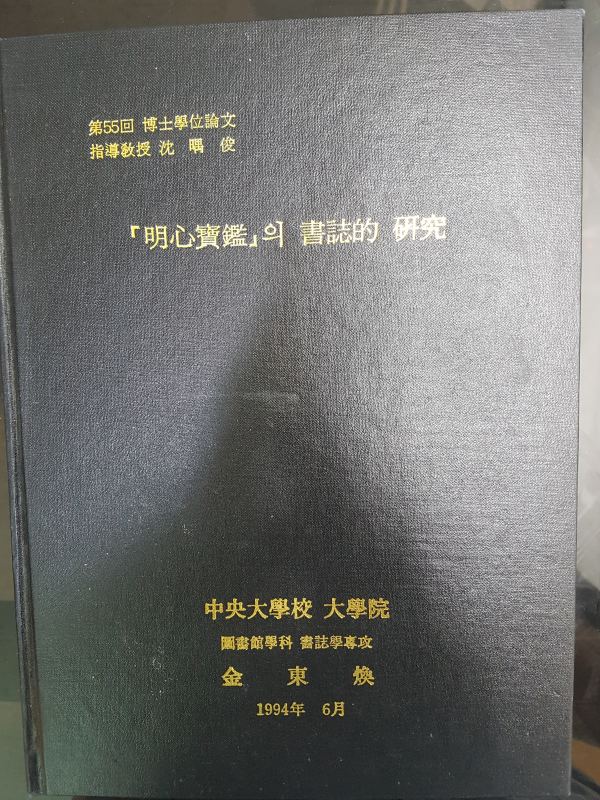 第55回 博士學位論文
指導敎授 沈 喁 俊
『明心寶鑑』의 書誌的 硏究
中央大學校 大學院
圖書館學科 書誌學專攻
金 東 煥
1994年 6月